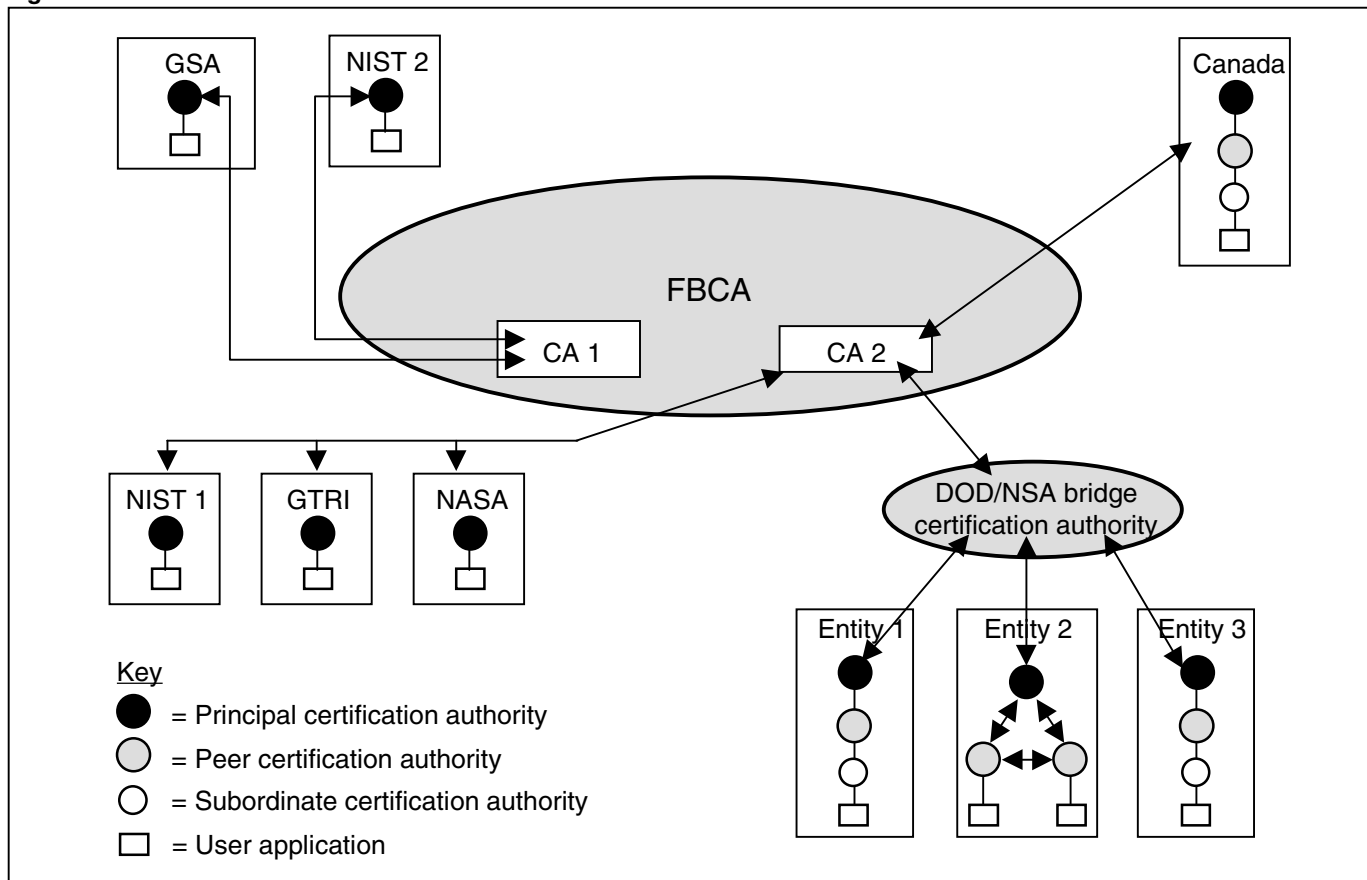 GSA
NIST 2
Canada
FBCA
CA 1
CA 2
NIST 1
GTRI
NASA
DOD/NSA bridge
certification authority
Entity 1
Entity 2
Entity 3
Key
= Principal certification authority
= Peer certification authority
= Subordinate certification authority
= User application